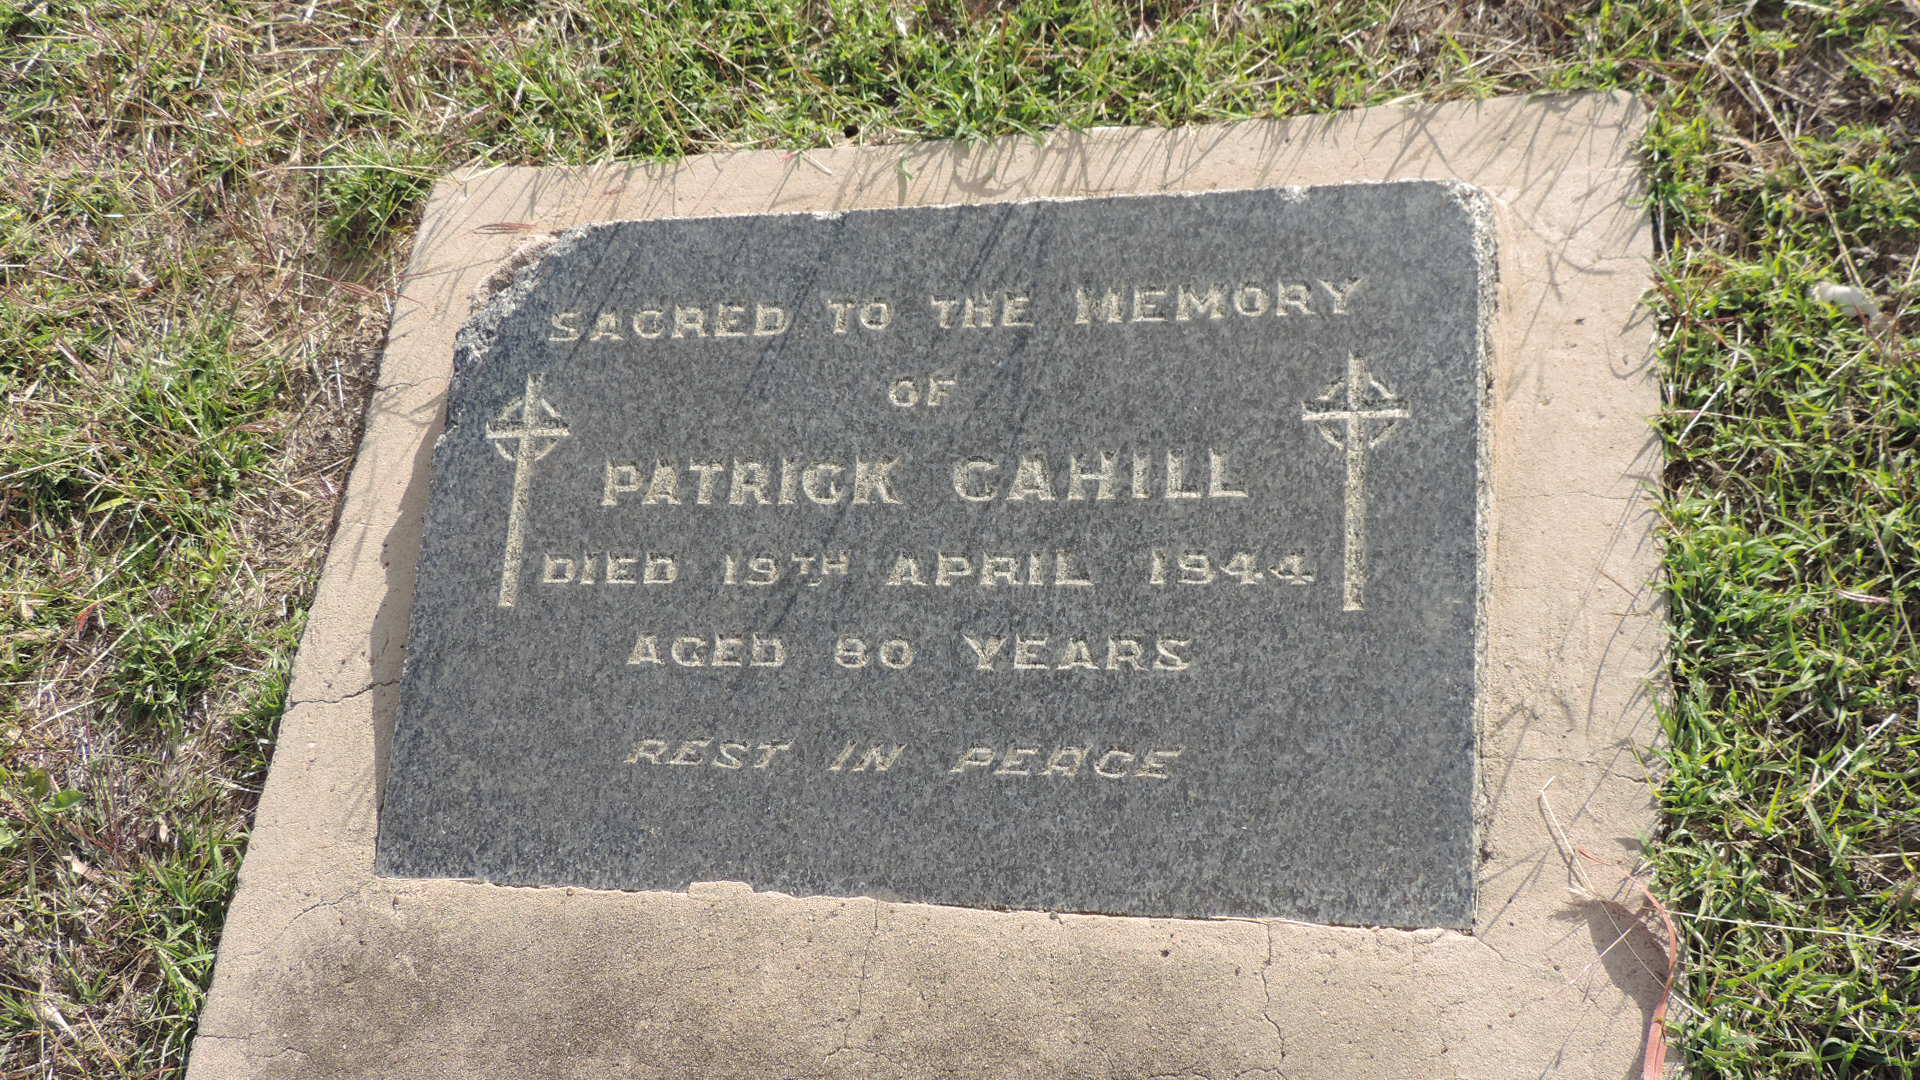 SACRED TO THE MEMORY
OF
PATRICK CAHILL
DIED 19TH APRIL 1944
AGED 80 YEARS
REST IN PEACE